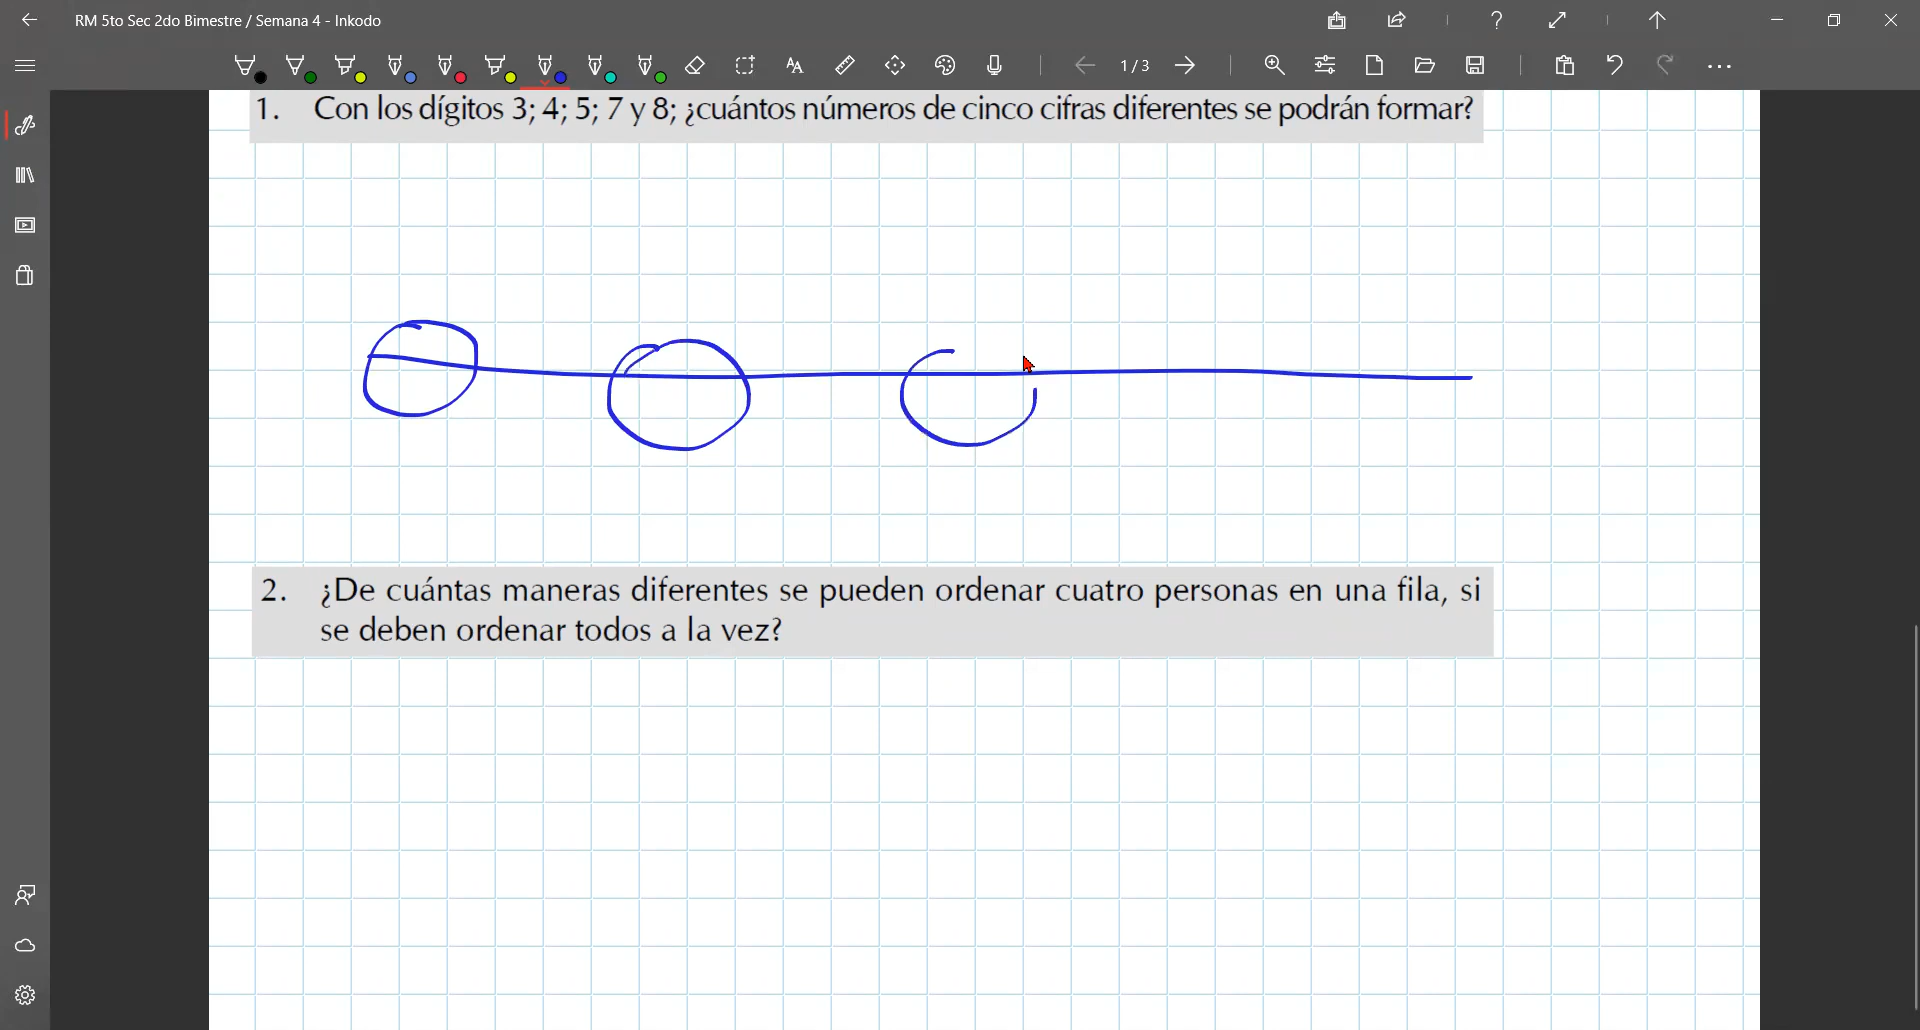 RM 5to Sec 2do Bimestre / Semana 4 - Inkodo
1 / 3
1. Con los dígitos 3; 4; 5; 7 y 8; ¿cuántos números de cinco cifras diferentes se podrán formar?
2. ¿De cuántas maneras diferentes se pueden ordenar cuatro personas en una fila, si
se deben ordenar todos a la vez?